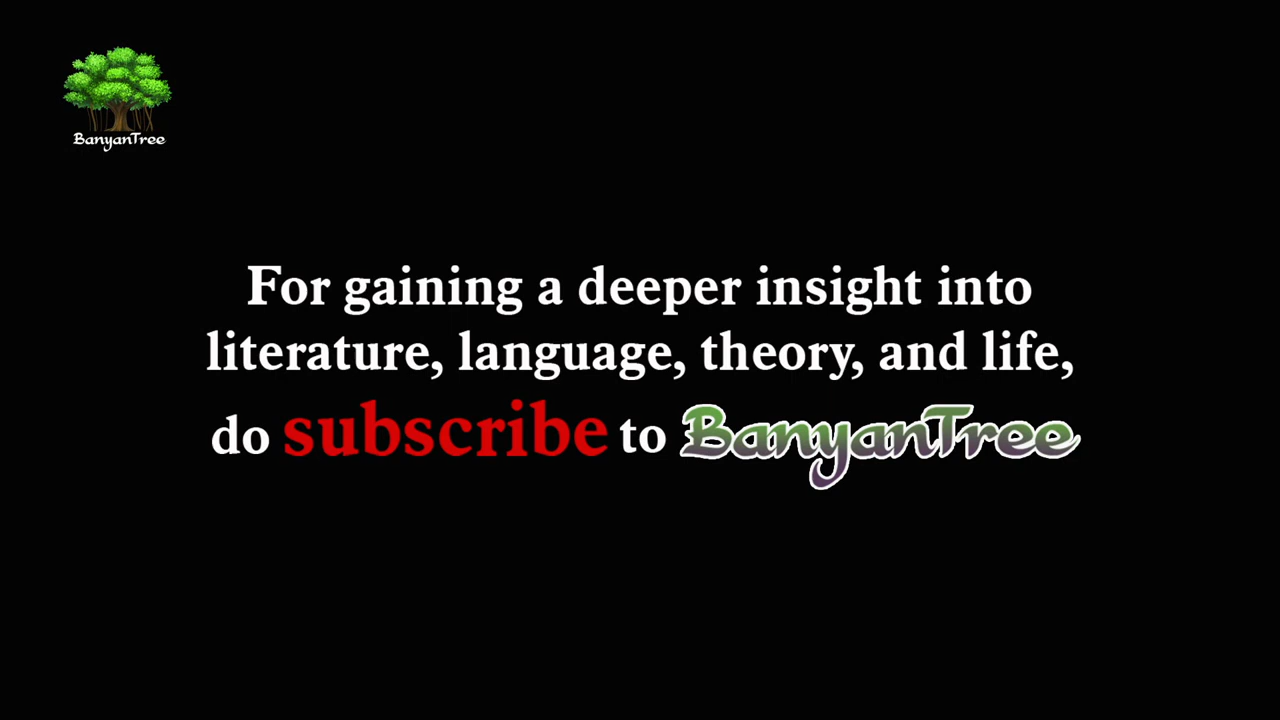 BanyanTree
For gaining a deeper insight into
literature, language, theory, and life,
do subscribe to BanyanTree